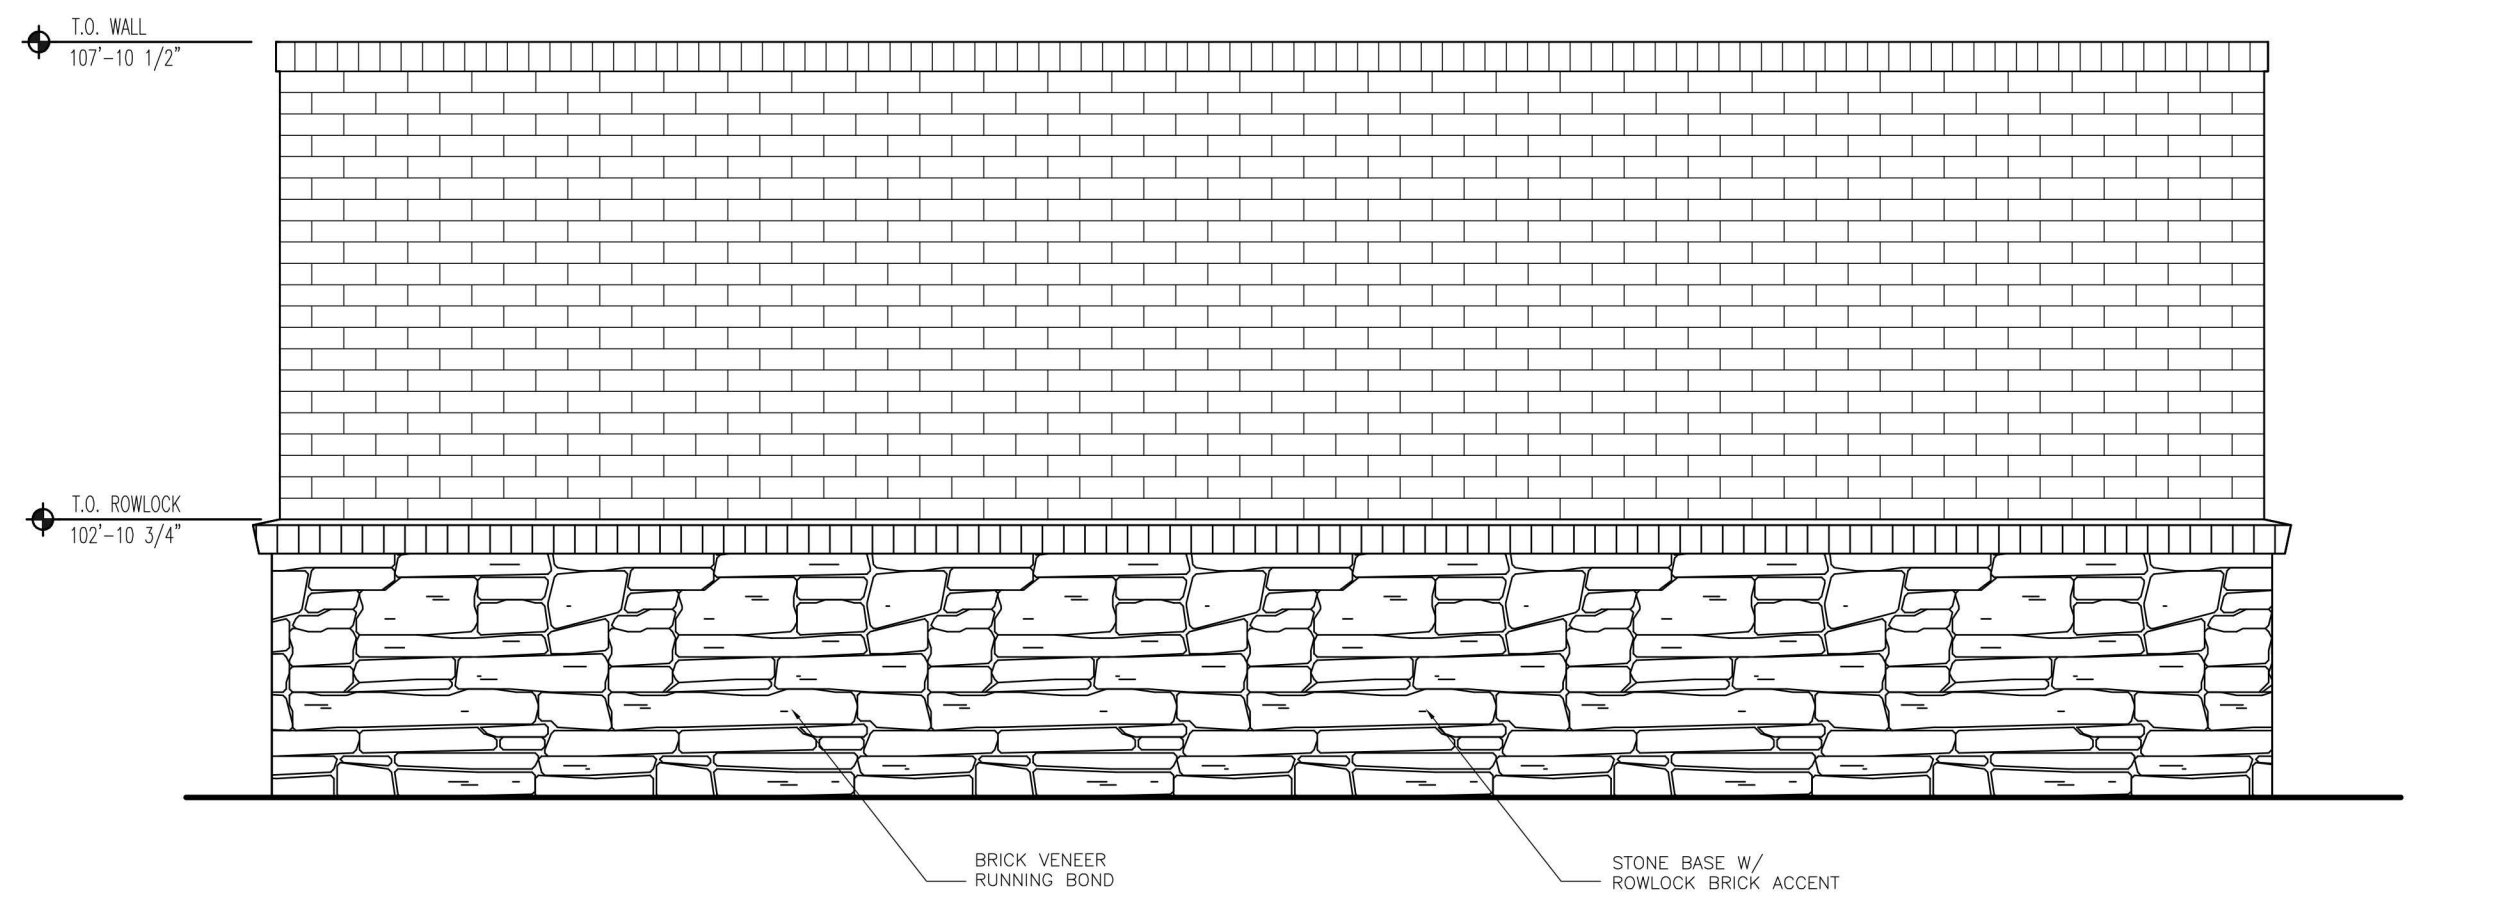 T.O. WALL
107'-10 1/2"
T.O. ROWLOCK
102'-10 3/4"
BRICK VENEER
RUNNING BOND
STONE BASE W/
ROWLOCK BRICK ACCENT